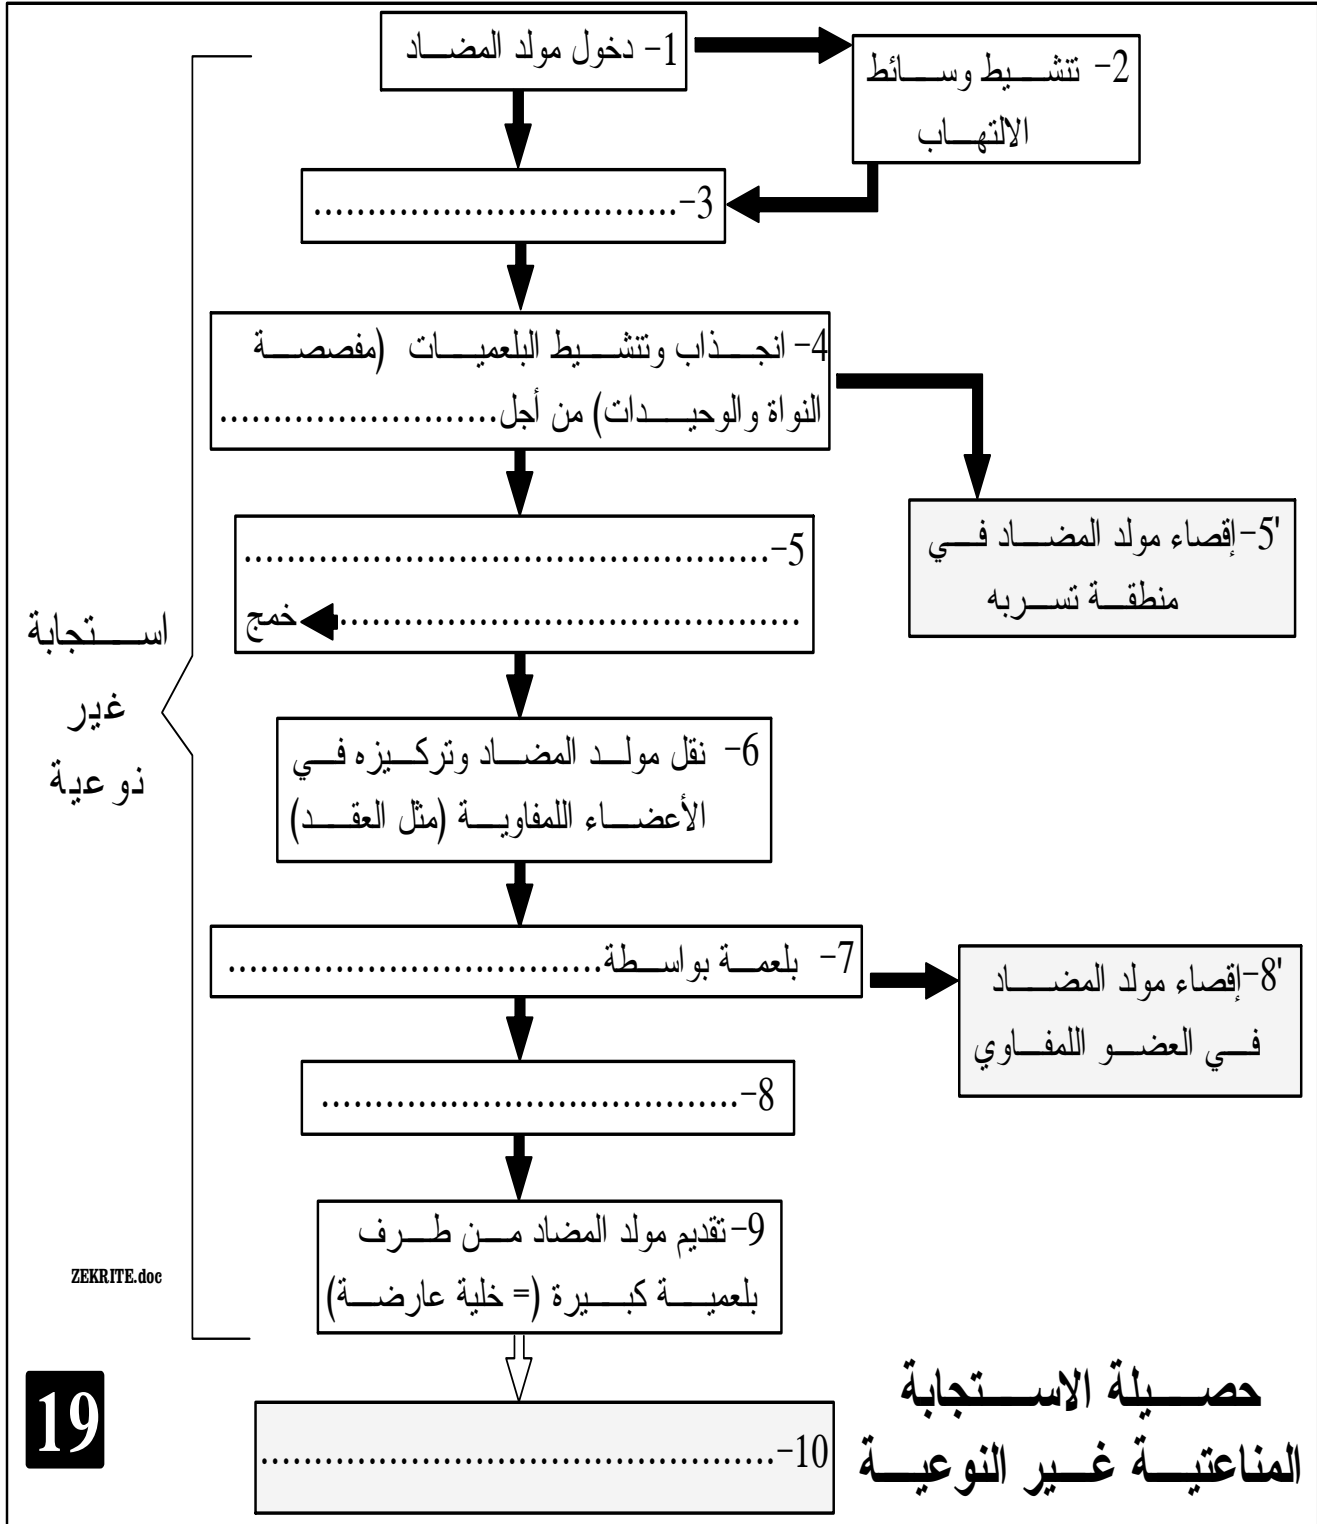 1- دخول مولد المضاد
2- تنشيط وسائط
الالتهاب
3-..................................
4- انجذاب وتنشيط البلعميات (مفصصة
النواة والوحيدات) من أجل..........................
5-.................................................
...........................................خمج
5'-إقصاء مولد المضاد في
منطقة تسربه
6- نقل مولد المضاد وتركيزه في
الأعضاء اللمفاوية (مثل العقد)
7- بلعمة بواسطة...................................
8'-إقصاء مولد المضاد
في العضو اللمفاوي
8-.......................................
9-تقديم مولد المضاد من طرف
بلعمية كبيرة (= خلية عارضة)
10-................................................
استجابة
غير
نوعية
ZEKRITE.doc
19
حصيلة الاستجابة
المناعتية غير النوعية